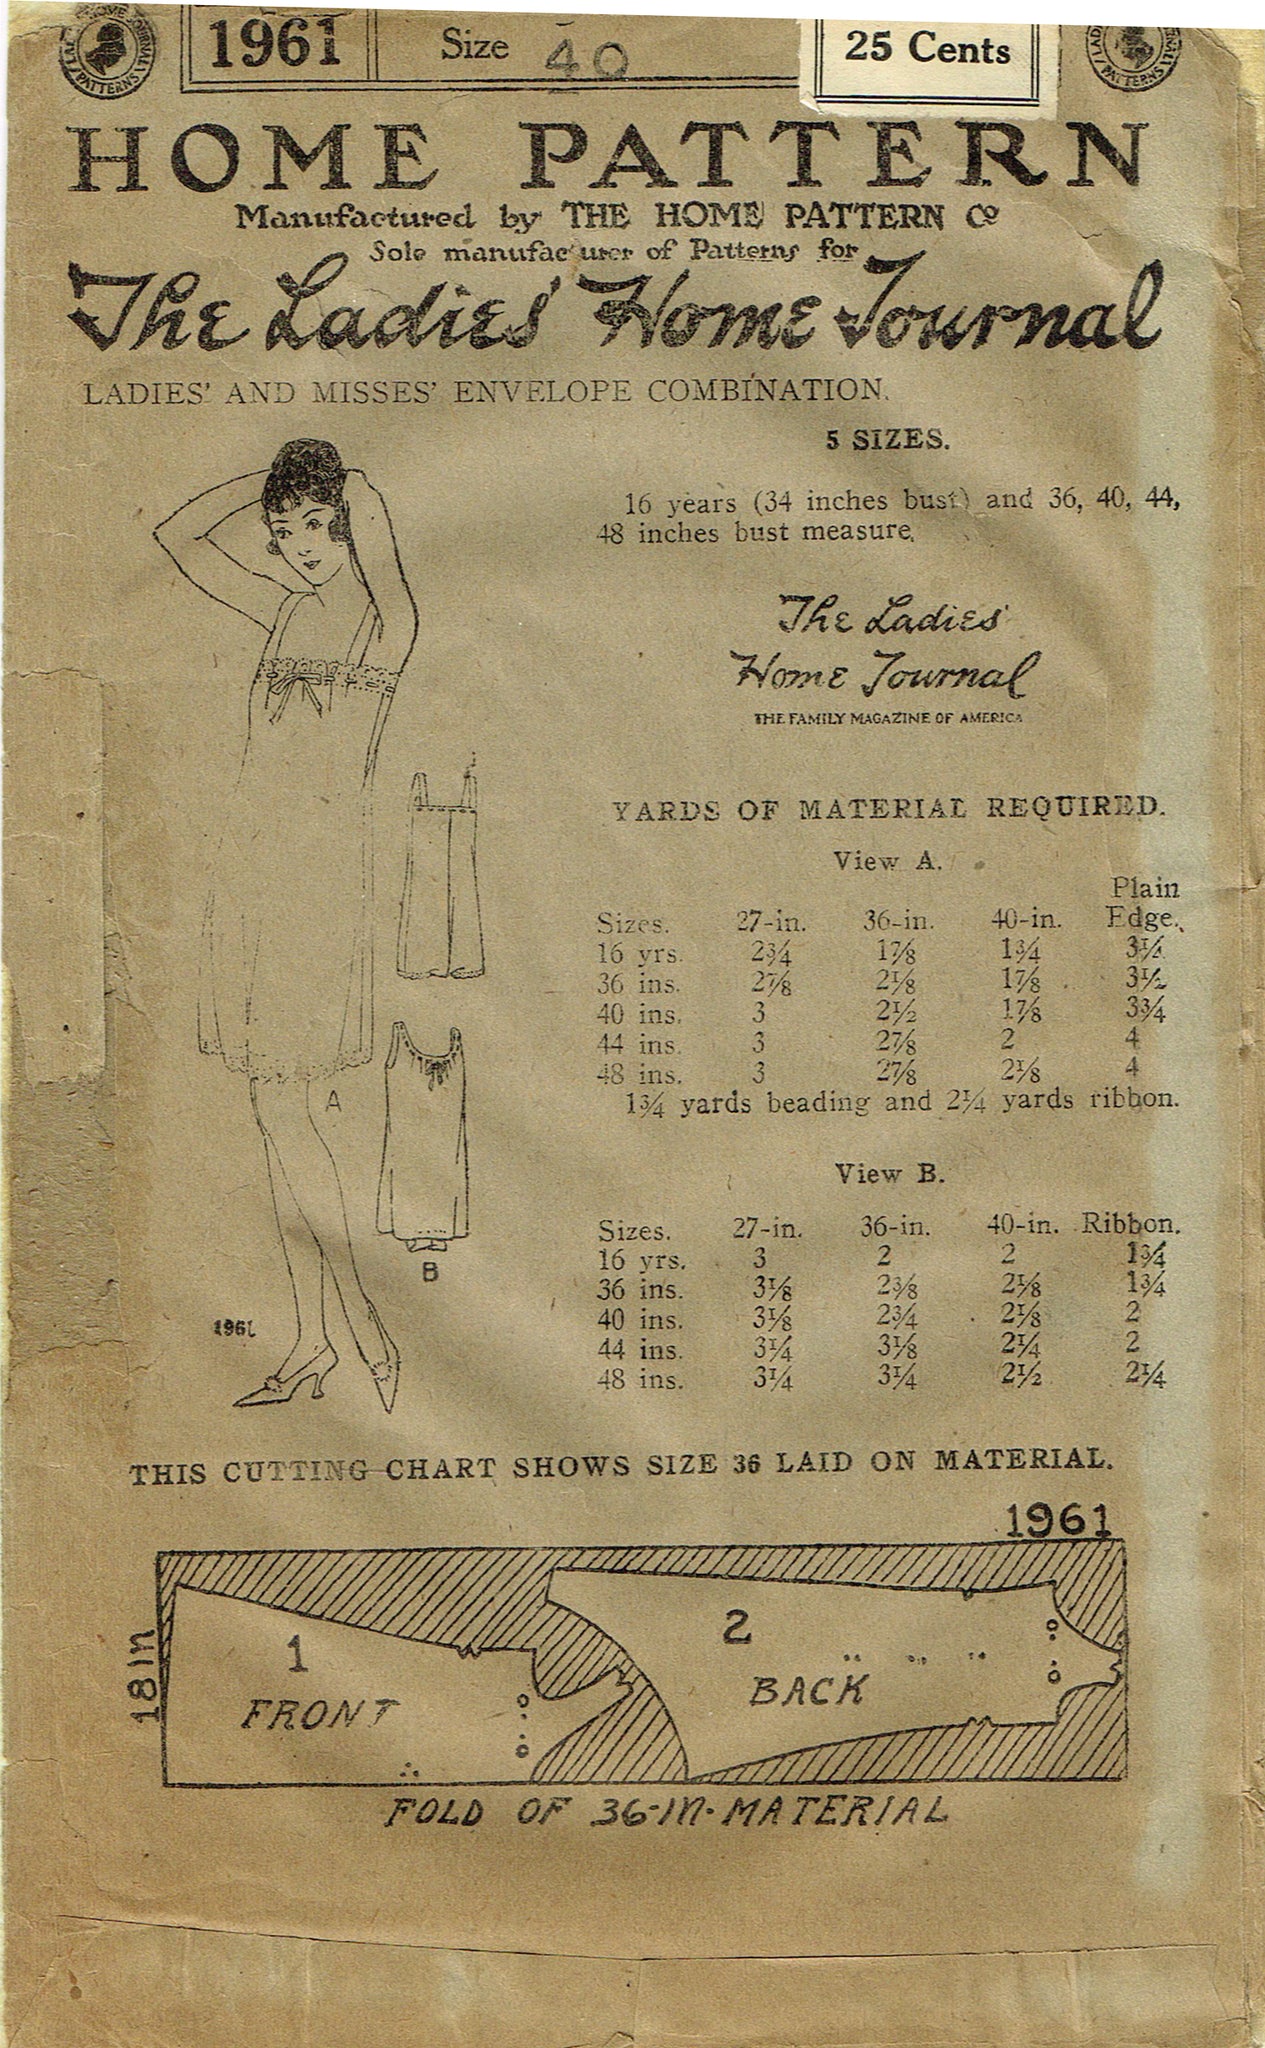 1961 Size 40 25 Cents
HOME PATTERN
Manufactured by THE HOME PATTERN Co
Sole manufacturer of Patterns for
The Ladies' Home Journal
LADIES' AND MISSES' ENVELOPE COMBINATION.
5 SIZES.
16 years (34 inches bust) and 36, 40, 44,
48 inches bust measure.
The Ladies'
Home Journal
THE FAMILY MAGAZINE OF AMERICA
YARDS OF MATERIAL REQUIRED.
View A.
Plain
Sizes. 27-in. 36-in. 40-in. Edge.
16 yrs. 2¾ 1⅞ 1¾
36 ins. 2⅞ 2⅛ 1⅞ 3½
40 ins. 3 2½ 1⅞ 3¾
44 ins. 3 2⅞ 2 4
48 ins. 3 2⅞ 2⅛ 4
1¾ yards beading and 2¼ yards ribbon.
View B.
Sizes. 27-in. 36-in. 40-in. Ribbon.
16 yrs. 3 2 2 1¾
36 ins. 3⅛ 2⅜ 2⅛ 1¾
40 ins. 3⅛ 2¾ 2⅛ 2
44 ins. 3¼ 3⅛ 2¼ 2
48 ins. 3¼ 3¼ 2½ 2¼
A
B
1961
THIS CUTTING CHART SHOWS SIZE 36 LAID ON MATERIAL.
1961
18 In
1
FRONT
2
BACK
FOLD OF 36-IN-MATERIAL